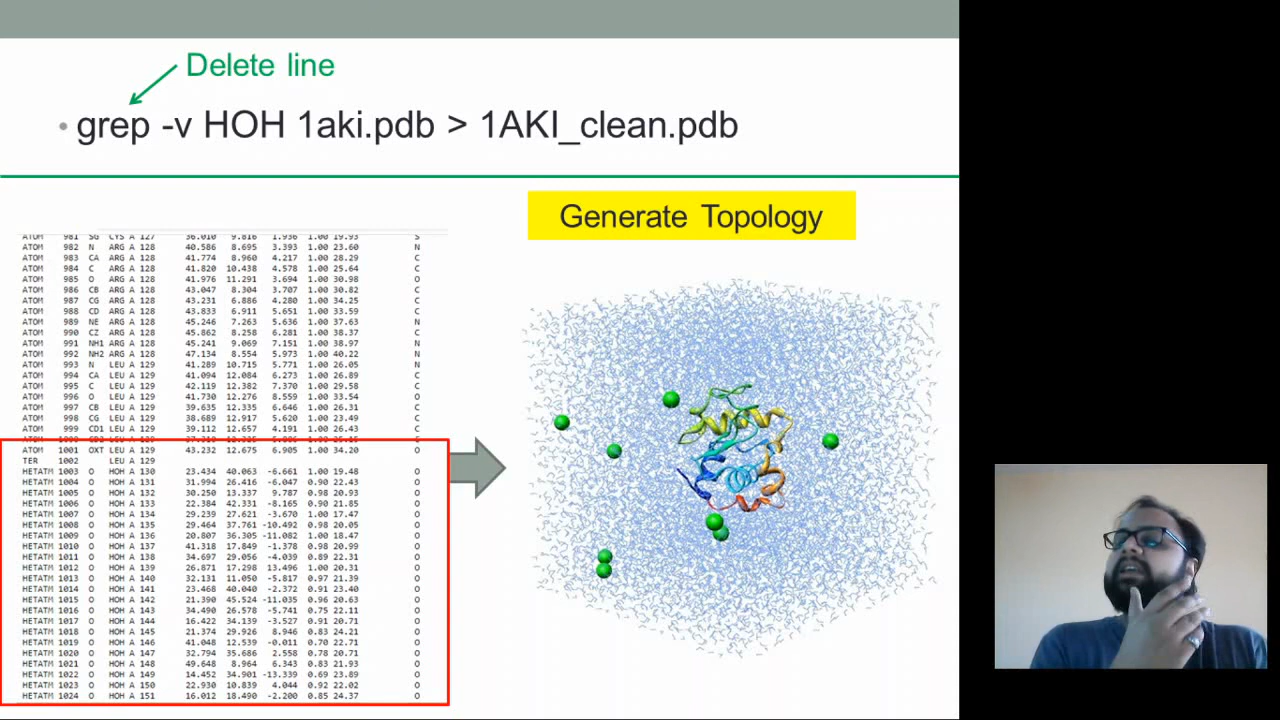 Delete line
• grep -v HOH 1aki.pdb > 1AKI_clean.pdb
Generate Topology
ATOM 981 SG CYS A 127 36.010 9.816 1.936 1.00 19.93 S
ATOM 982 N ARG A 128 40.586 8.695 3.393 1.00 23.60 N
ATOM 983 CA ARG A 128 41.774 8.960 4.217 1.00 28.29 C
ATOM 984 C ARG A 128 41.820 10.438 4.578 1.00 25.64 C
ATOM 985 O ARG A 128 41.976 11.291 3.694 1.00 30.98 O
ATOM 986 CB ARG A 128 43.047 8.304 3.707 1.00 30.82 C
ATOM 987 CG ARG A 128 43.231 6.886 4.280 1.00 34.25 C
ATOM 988 CD ARG A 128 43.833 6.911 5.651 1.00 33.59 C
ATOM 989 NE ARG A 128 45.246 7.263 5.636 1.00 37.63 N
ATOM 990 CZ ARG A 128 45.862 8.258 6.281 1.00 38.37 C
ATOM 991 NH1 ARG A 128 45.241 9.069 7.151 1.00 38.97 N
ATOM 992 NH2 ARG A 128 47.134 8.554 5.973 1.00 40.22 N
ATOM 993 N LEU A 129 41.289 10.715 5.771 1.00 26.05 N
ATOM 994 CA LEU A 129 41.094 12.084 6.273 1.00 26.89 C
ATOM 995 C LEU A 129 42.119 12.382 7.370 1.00 29.58 C
ATOM 996 O LEU A 129 41.730 12.276 8.559 1.00 33.54 O
ATOM 997 CB LEU A 129 39.635 12.335 6.646 1.00 26.31 C
ATOM 998 CG LEU A 129 38.689 12.917 5.620 1.00 23.49 C
ATOM 999 CD1 LEU A 129 39.112 12.657 4.191 1.00 26.43 C
ATOM 1001 OXT LEU A 129 43.232 12.675 6.905 1.00 34.20 O
TER 1002 LEU A 129
HETATM 1003 O HOH A 130 23.434 40.063 -6.661 1.00 19.48 O
HETATM 1004 O HOH A 131 31.994 26.416 -6.047 0.90 22.43 O
HETATM 1005 O HOH A 132 30.250 13.337 9.787 0.98 20.93 O
HETATM 1006 O HOH A 133 22.384 42.331 -8.165 0.90 21.85 O
HETATM 1007 O HOH A 134 29.239 27.621 -3.670 1.00 17.47 O
HETATM 1008 O HOH A 135 29.464 37.761 -10.492 0.98 20.05 O
HETATM 1009 O HOH A 136 20.807 36.305 -11.082 1.00 18.47 O
HETATM 1010 O HOH A 137 41.318 17.849 -1.378 0.98 20.99 O
HETATM 1011 O HOH A 138 34.697 29.056 -4.039 0.89 22.31 O
HETATM 1012 O HOH A 139 26.871 17.298 13.496 1.00 20.31 O
HETATM 1013 O HOH A 140 32.131 11.050 -5.817 0.97 21.39 O
HETATM 1014 O HOH A 141 23.468 40.040 -2.372 0.91 23.40 O
HETATM 1015 O HOH A 142 21.390 45.524 -11.035 0.96 20.63 O
HETATM 1016 O HOH A 143 34.490 26.578 -5.741 0.75 22.11 O
HETATM 1017 O HOH A 144 16.422 34.139 -3.527 0.91 20.71 O
HETATM 1018 O HOH A 145 21.374 29.926 8.946 0.83 24.21 O
HETATM 1019 O HOH A 146 41.048 12.539 -0.011 0.70 22.71 O
HETATM 1020 O HOH A 147 32.794 35.686 2.558 0.78 20.71 O
HETATM 1021 O HOH A 148 49.648 8.964 6.343 0.83 21.93 O
HETATM 1022 O HOH A 149 14.452 34.901 -13.339 0.69 23.89 O
HETATM 1023 O HOH A 150 22.930 10.839 4.044 0.92 22.02 O
HETATM 1024 O HOH A 151 16.012 18.490 -2.200 0.85 24.37 O